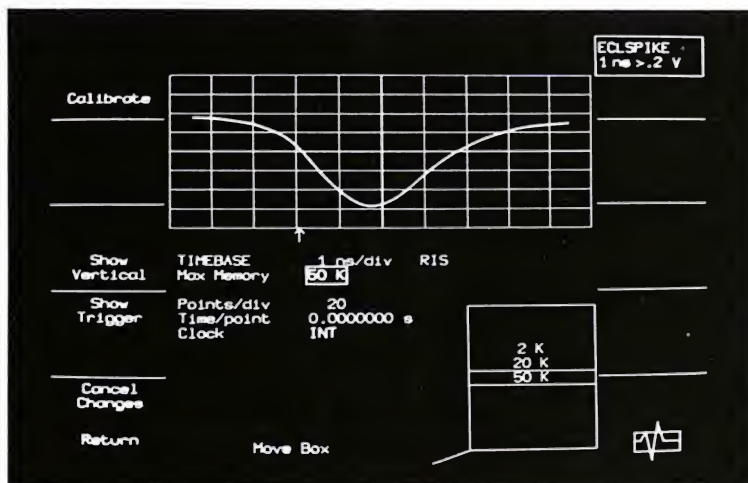 ECLSPIKE
1 ns >.2 V
Calibrate
Show
Vertical
TIMEBASE 1 ns/div RIS
Max Memory 50 K
Show
Trigger
Points/div 20
Time/point 0.0000000 s
Clock INT
2 K
20 K
50 K
Cancel
Changes
Return
Move Box